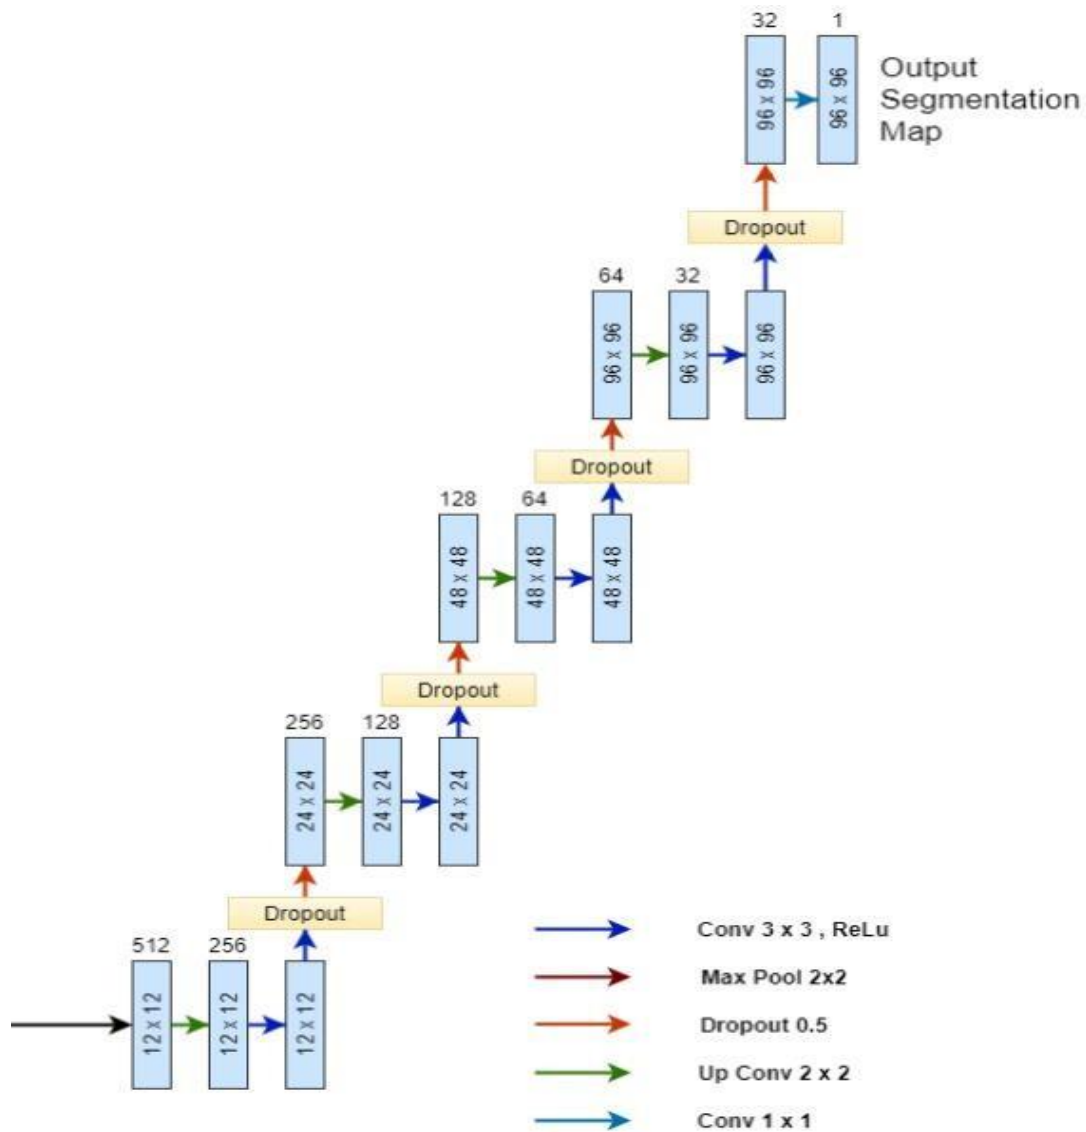 32 1
96 x 96 96 x 96
Output
Segmentation
Map
Dropout
64 32
96 x 96 96 x 96 96 x 96
Dropout
128 64
48 x 48 48 x 48 48 x 48
Dropout
256 128
24 x 24 24 x 24 24 x 24
Dropout
512 256
12 x 12 12 x 12 12 x 12
Conv 3 x 3 , ReLu
Max Pool 2x2
Dropout 0.5
Up Conv 2 x 2
Conv 1 x 1